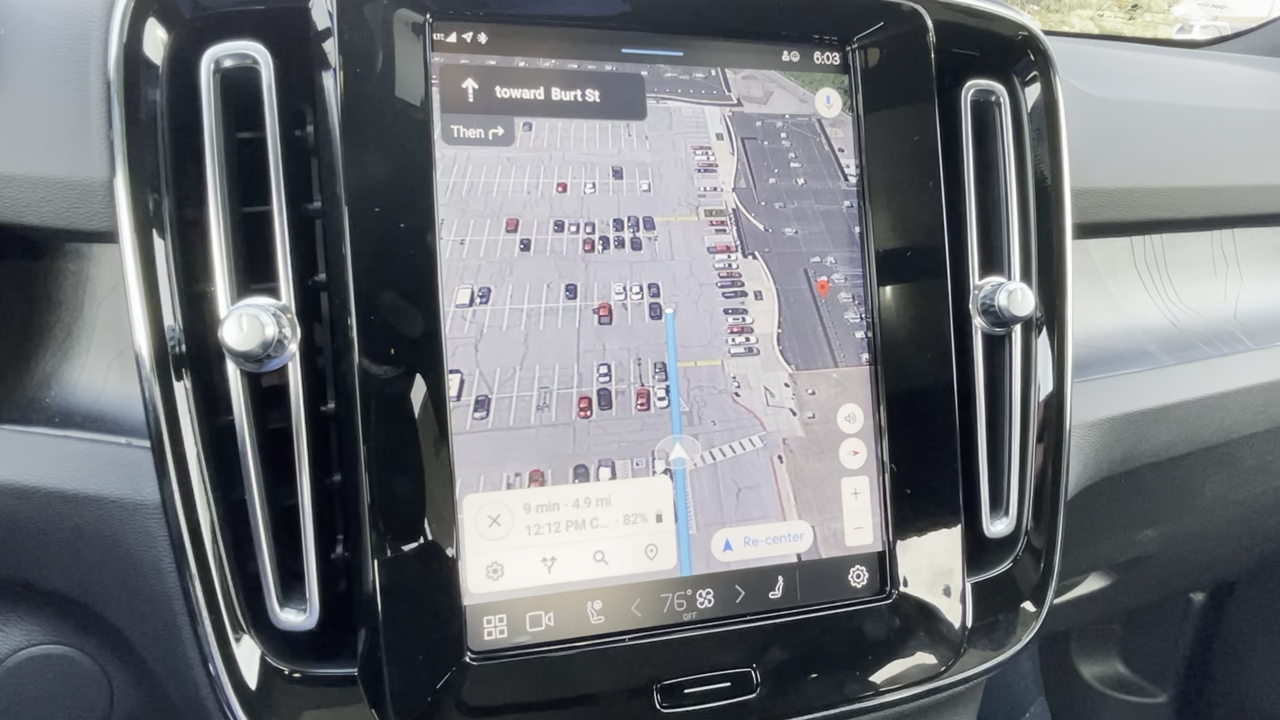 LTE
6:03
toward Burt St
Then
9 min · 4.9 mi
12:12 PM C... · 82%
Re-center
76°
OFF